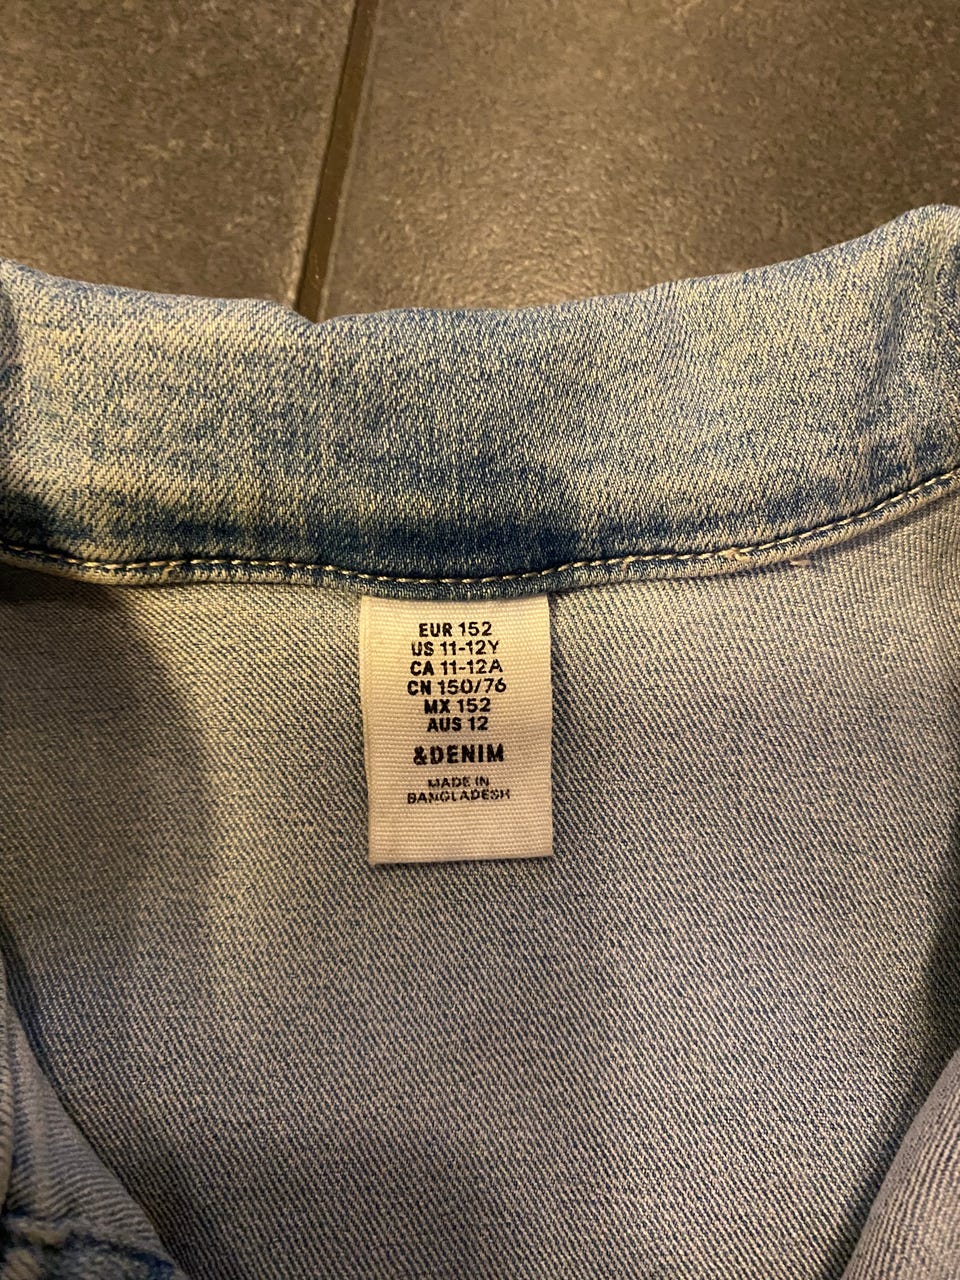 EUR 152
US 11-12Y
CA 11-12A
CN 150/76
MX 152
AUS 12
&DENIM
MADE IN
BANGLADESH